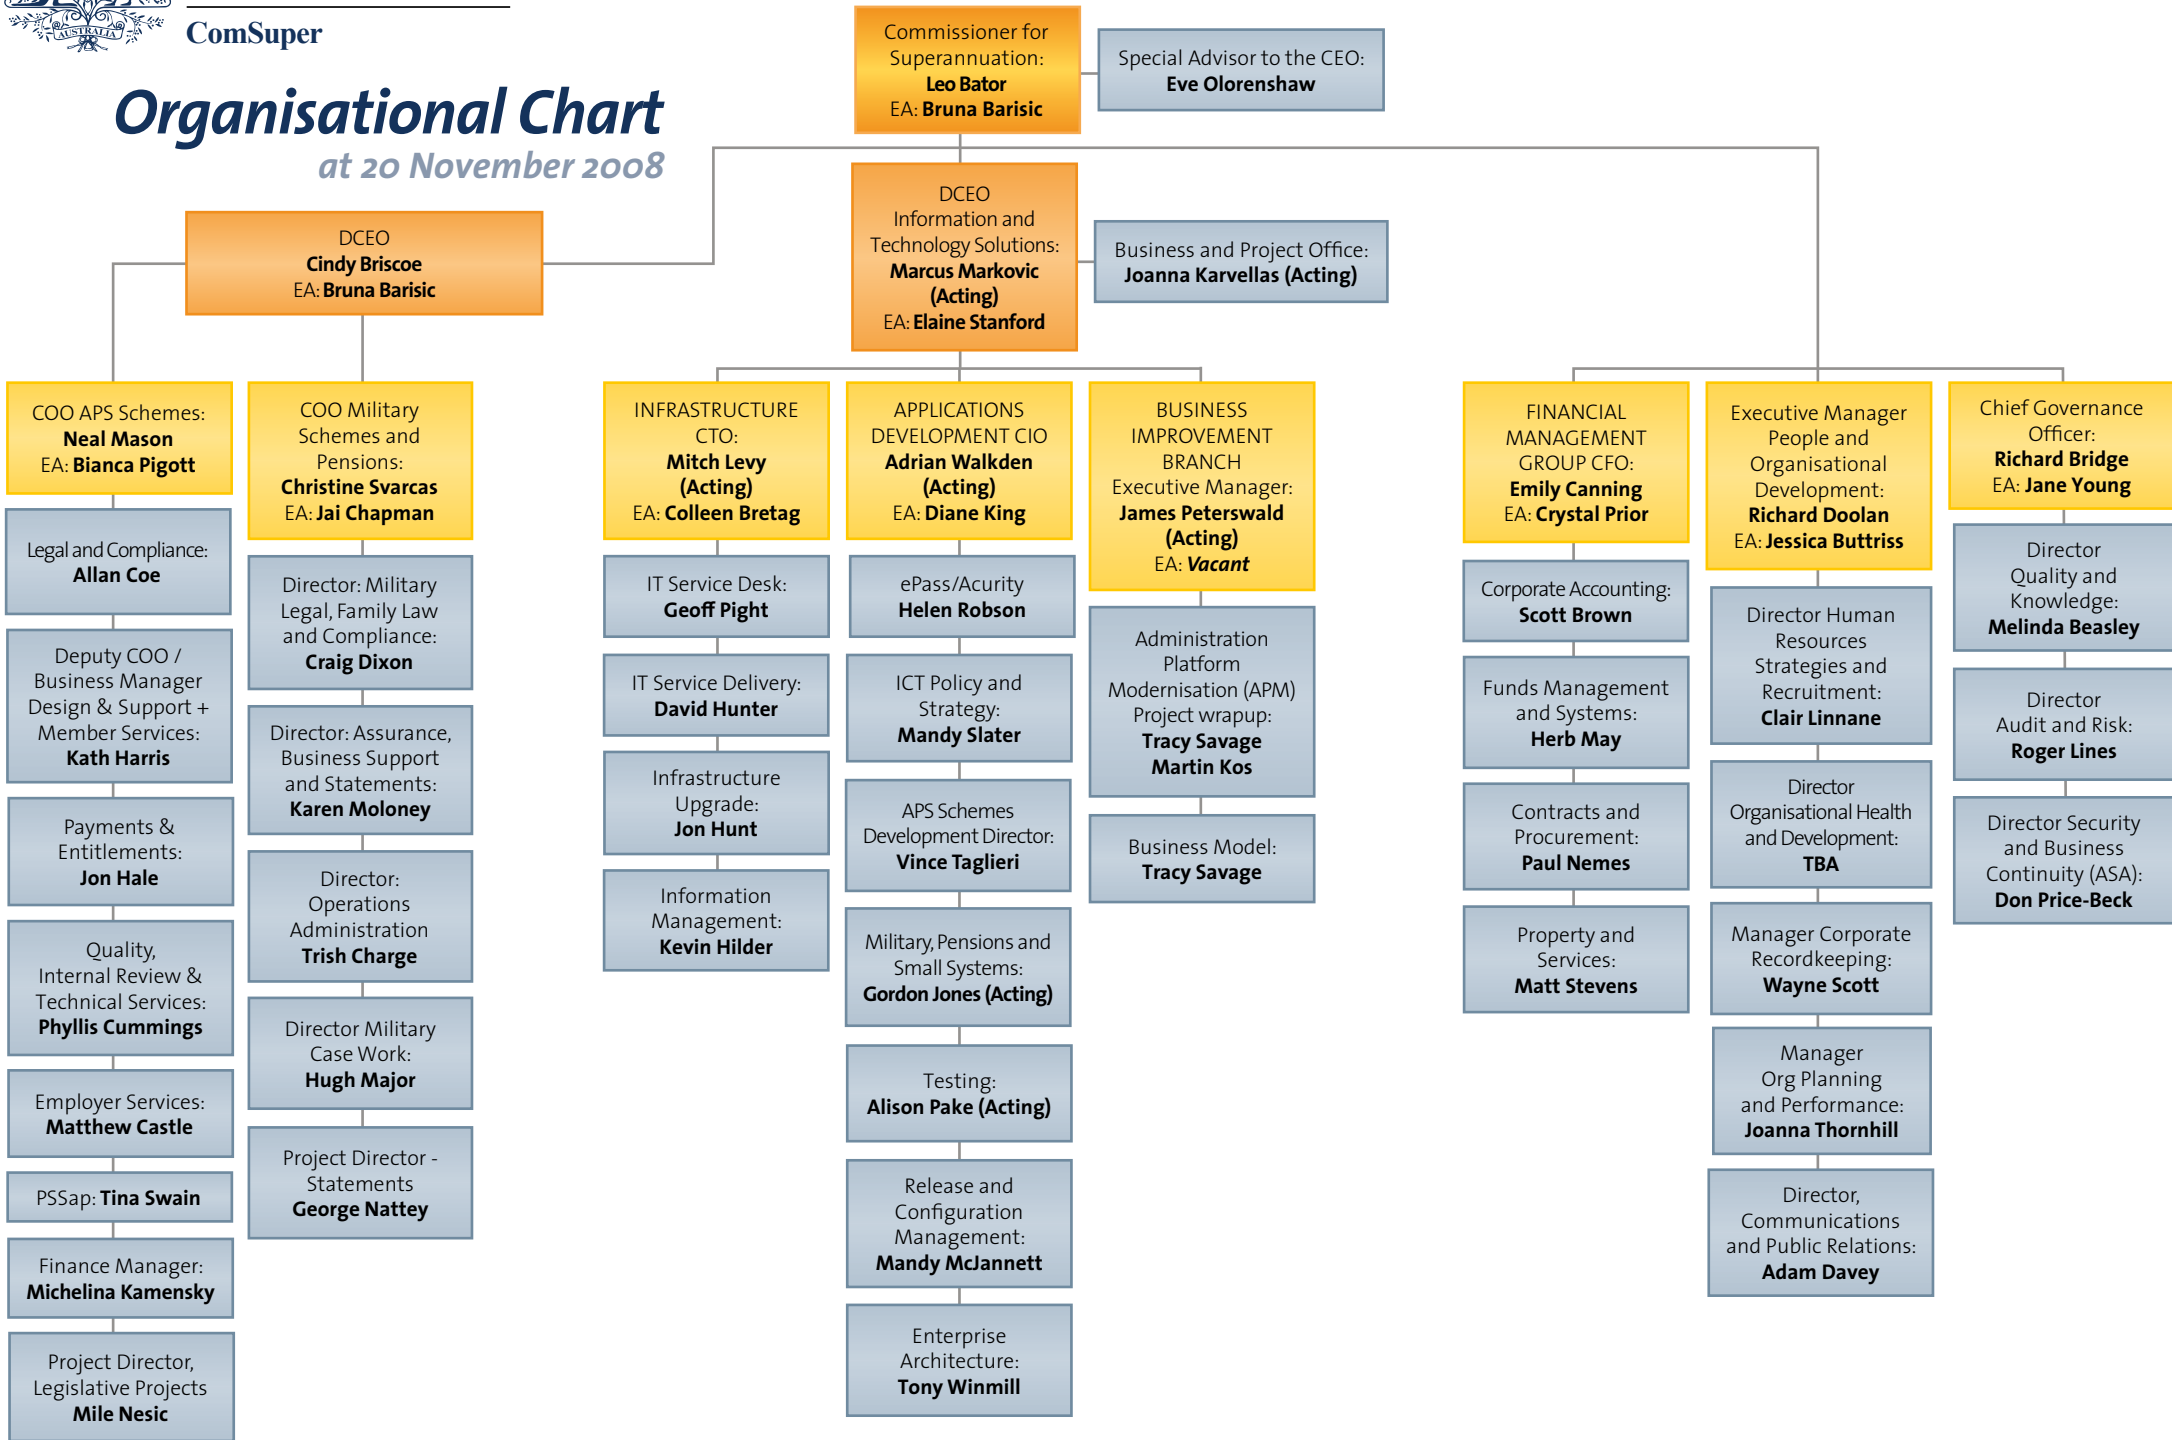 AUSTRALIA
ComSuper
Organisational Chart
at 20 November 2008
Commissioner for
Superannuation:
Leo Bator
EA: Bruna Barisic
Special Advisor to the CEO:
Eve Olorenshaw
DCEO
Cindy Briscoe
EA: Bruna Barisic
DCEO
Information and
Technology Solutions:
Marcus Markovic
(Acting)
EA: Elaine Stanford
Business and Project Office:
Joanna Karvellas (Acting)
COO APS Schemes:
Neal Mason
EA: Bianca Pigott
Legal and Compliance:
Allan Coe
Deputy COO /
Business Manager
Design & Support +
Member Services:
Kath Harris
Payments &
Entitlements:
Jon Hale
Quality,
Internal Review &
Technical Services:
Phyllis Cummings
Employer Services:
Matthew Castle
PSSap: Tina Swain
Finance Manager:
Michelina Kamensky
Project Director,
Legislative Projects
Mile Nesic
COO Military
Schemes and
Pensions:
Christine Svarcas
EA: Jai Chapman
Director: Military
Legal, Family Law
and Compliance:
Craig Dixon
Director: Assurance,
Business Support
and Statements:
Karen Moloney
Director:
Operations
Administration
Trish Charge
Director Military
Case Work:
Hugh Major
Project Director -
Statements
George Nattey
INFRASTRUCTURE
CTO:
Mitch Levy
(Acting)
EA: Colleen Bretag
IT Service Desk:
Geoff Pight
IT Service Delivery:
David Hunter
Infrastructure
Upgrade:
Jon Hunt
Information
Management:
Kevin Hilder
APPLICATIONS
DEVELOPMENT CIO
Adrian Walkden
(Acting)
EA: Diane King
ePass/Acurity
Helen Robson
ICT Policy and
Strategy:
Mandy Slater
APS Schemes
Development Director:
Vince Taglieri
Military, Pensions and
Small Systems:
Gordon Jones (Acting)
Testing:
Alison Pake (Acting)
Release and
Configuration
Management:
Mandy McJannett
Enterprise
Architecture:
Tony Winmill
BUSINESS
IMPROVEMENT
BRANCH
Executive Manager:
James Peterswald
(Acting)
EA: Vacant
Administration
Platform
Modernisation (APM)
Project wrapup:
Tracy Savage
Martin Kos
Business Model:
Tracy Savage
FINANCIAL
MANAGEMENT
GROUP CFO:
Emily Canning
EA: Crystal Prior
Corporate Accounting:
Scott Brown
Funds Management
and Systems:
Herb May
Contracts and
Procurement:
Paul Nemes
Property and
Services:
Matt Stevens
Executive Manager
People and
Organisational
Development:
Richard Doolan
EA: Jessica Buttriss
Director Human
Resources
Strategies and
Recruitment:
Clair Linnane
Director
Organisational Health
and Development:
TBA
Manager Corporate
Recordkeeping:
Wayne Scott
Manager
Org Planning
and Performance:
Joanna Thornhill
Director,
Communications
and Public Relations:
Adam Davey
Chief Governance
Officer:
Richard Bridge
EA: Jane Young
Director
Quality and
Knowledge:
Melinda Beasley
Director
Audit and Risk:
Roger Lines
Director Security
and Business
Continuity (ASA):
Don Price-Beck